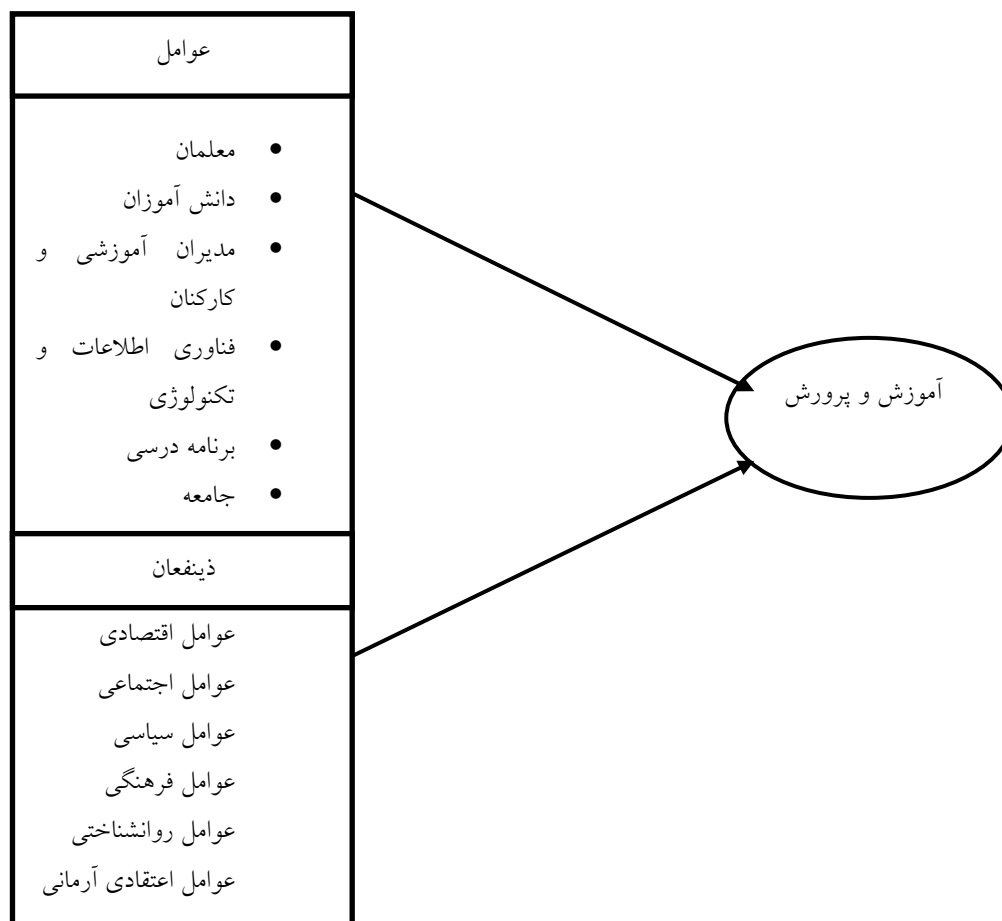 عوامل
• معلمان
• دانش آموزان
• مدیران آموزشی و
کارکنان
• فناوری اطلاعات و
تکنولوژی
• برنامه درسی
• جامعه
ذینفعان
عوامل اقتصادی
عوامل اجتماعی
عوامل سیاسی
عوامل فرهنگی
عوامل روانشناختی
عوامل اعتقادی آرمانی
آموزش و پرورش